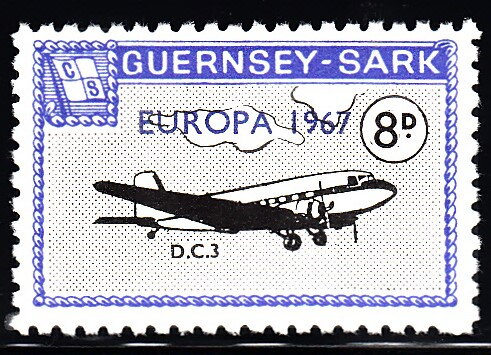 C
S
GUERNSEY-SARK
EUROPA 1967
8D.
D.C.3